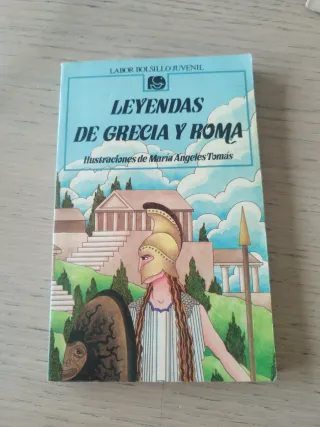 LABOR BOLSILLO JUVENIL
LEYENDAS
DE GRECIA Y ROMA
Ilustraciones de María Ángeles Tomás